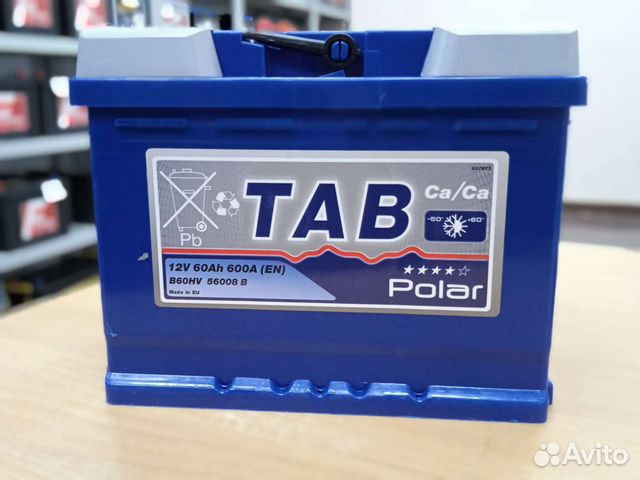 TAB
Ca/Ca
-50° +60°
Pb
12V 60Ah 600A (EN)
B60HV 56008 B
Made in EU
★★★★☆
Polar
Avito